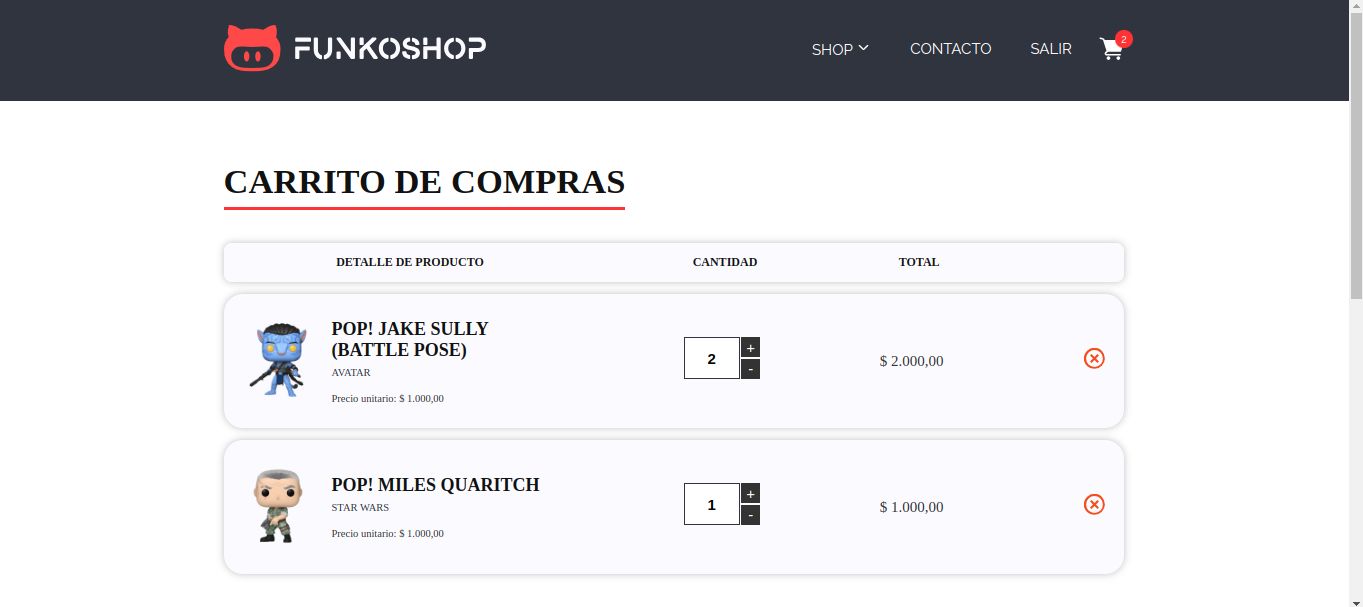 FUNKOSHOP
SHOP CONTACTO SALIR 2
CARRITO DE COMPRAS
DETALLE DE PRODUCTO CANTIDAD TOTAL
POP! JAKE SULLY
(BATTLE POSE)
AVATAR
Precio unitario: $ 1.000,00
2
+
-
$ 2.000,00
POP! MILES QUARITCH
STAR WARS
Precio unitario: $ 1.000,00
1
+
-
$ 1.000,00